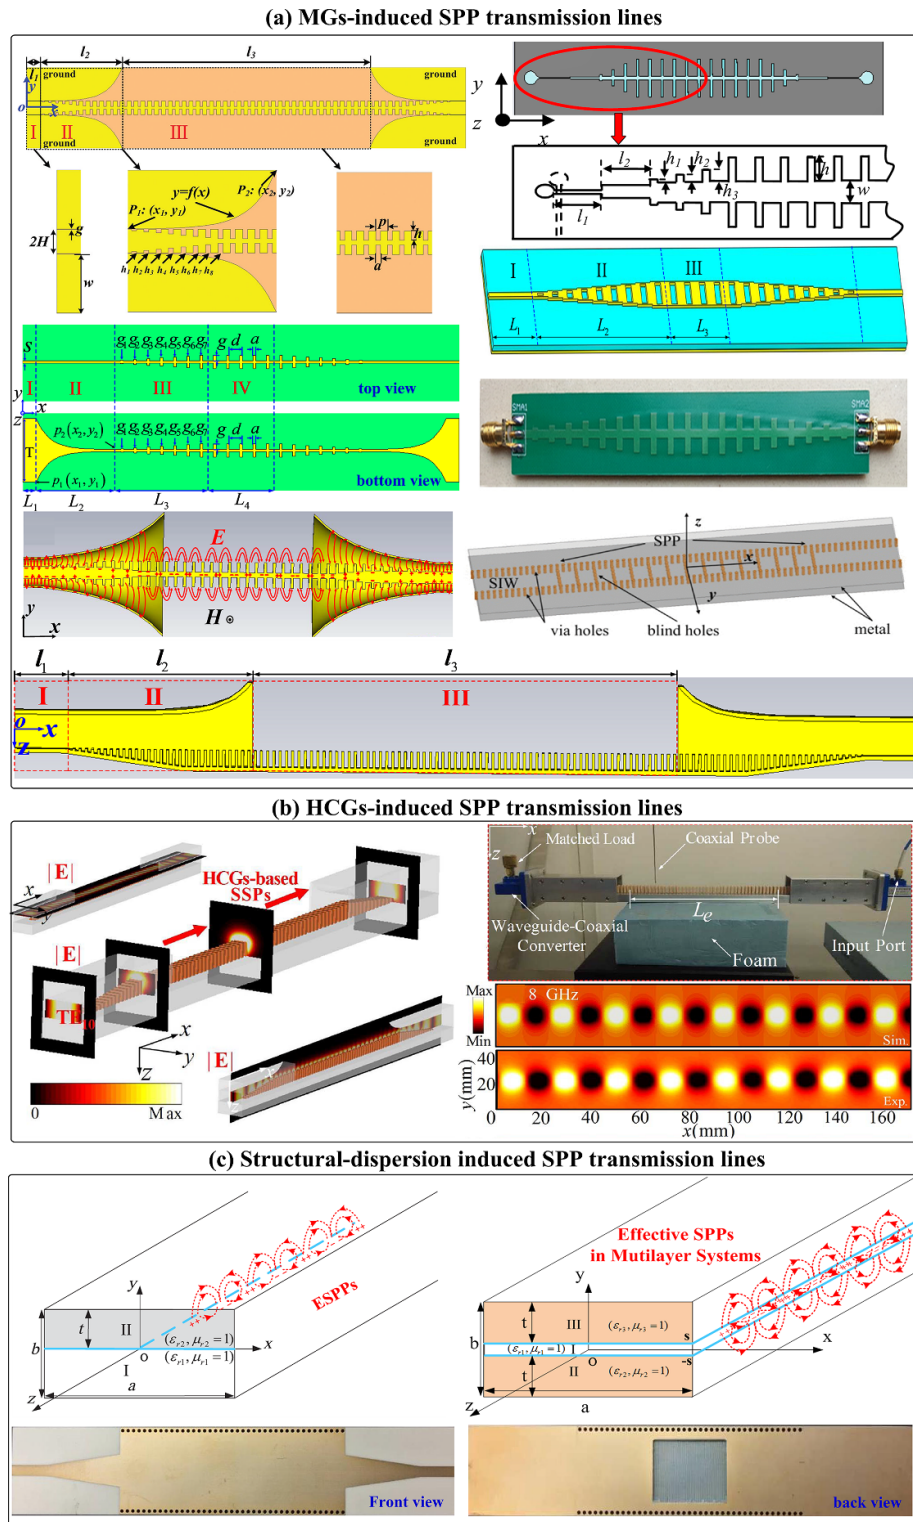 (a) MGs-induced SPP transmission lines
l₁ l₂ l₃
ground ground
y
o x
I II III
ground ground
y=f(x) P₂: (x₂, y₂)
P₁: (x₁, y₁)
g
2H
w
h₁ h₂ h₃ h₄ h₅ h₆ h₇ h₈
p
h
a
y
z
x
l₂ h₁ h₂ h
h₃ w
l₁
I II III
L₁ L₂ L₃
S
g₁ g₂ g₃ g₄ g₅ g₆ g₇ g d a
I II III IV
y top view
z x
p₂(x₂, y₂)
g₁ g₂ g₃ g₄ g₅ g₆ g₇ g d a
T
p₁(x₁, y₁)
bottom view
L₁ L₂ L₃ L₄
SMA1 SMA2
E
H
y
x
z
SPP
x
SIW
y
via holes blind holes metal
l₁ l₂ l₃
I II III
o x
z
(b) HCGs-induced SPP transmission lines
|E|
x
y
HCGs-based
SSPs
|E|
TE₁₀
x
y
z
|E|
x
0 Max
x
z
Matched Load
Coaxial Probe
Lₑ
Waveguide-Coaxial
Converter
Foam
Input Port
Max
Min
8 GHz
Sim.
40
20
0
y(mm)
Exp.
0 20 40 60 80 100 120 140 160
x(mm)
(c) Structural-dispersion induced SPP transmission lines
ESPPs
y
t II (εr2, μr2 = 1)
b x
I o (εr1, μr1 = 1)
z a
Effective SPPs
in Mutilayer Systems
y
t III (εr3, μr3 = 1) s
b (εr1, μr1 = 1) I x
o
t II (εr2, μr2 = 1) -s
z a
Front view
back view